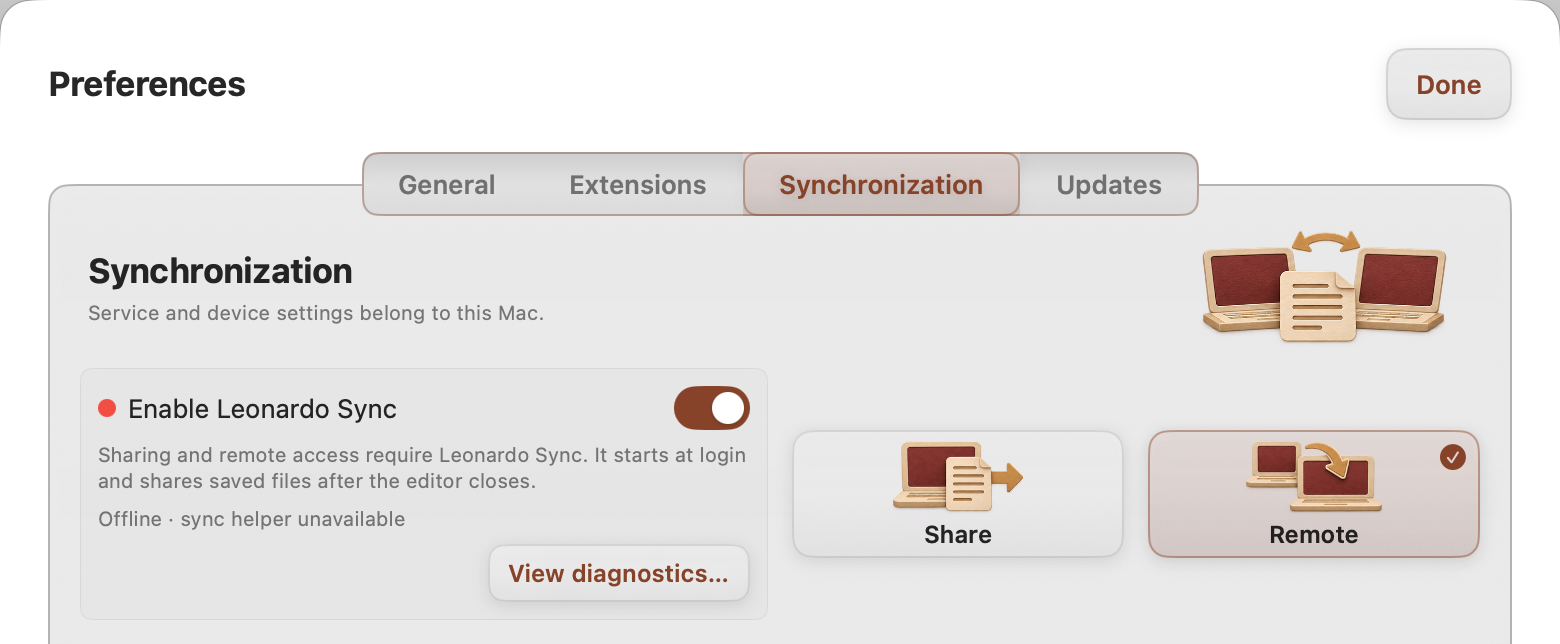 Preferences
Done
General
Extensions
Synchronization
Updates
Synchronization
Service and device settings belong to this Mac.
Enable Leonardo Sync
Sharing and remote access require Leonardo Sync. It starts at login
and shares saved files after the editor closes.
Offline · sync helper unavailable
View diagnostics...
Share
Remote